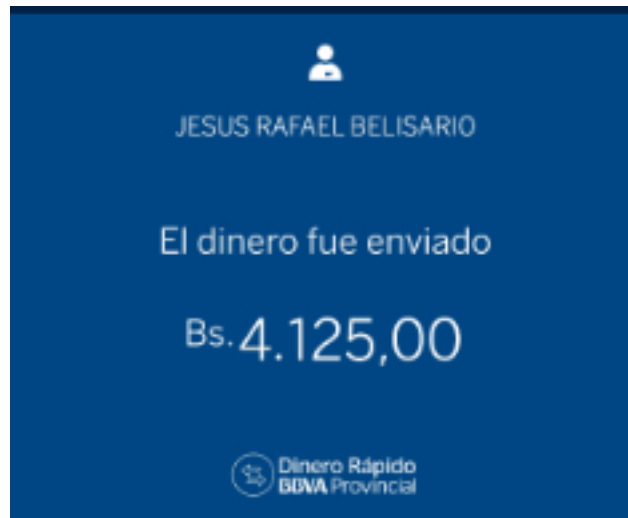 JESUS RAFAEL BELISARIO
El dinero fue enviado
Bs. 4.125,00
Dinero Rápido
BBVA Provincial